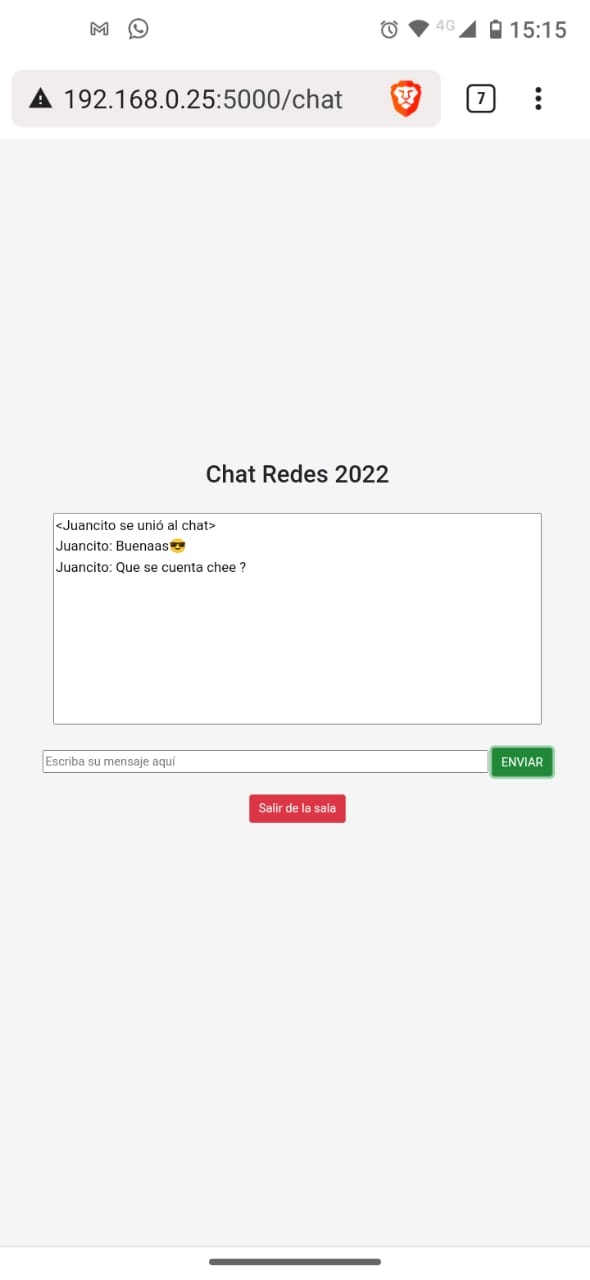 4G 15:15
192.168.0.25:5000/chat 7
Chat Redes 2022
<Juancito se unió al chat>
Juancito: Buenaas😎
Juancito: Que se cuenta chee ?
Escriba su mensaje aquí ENVIAR
Salir de la sala